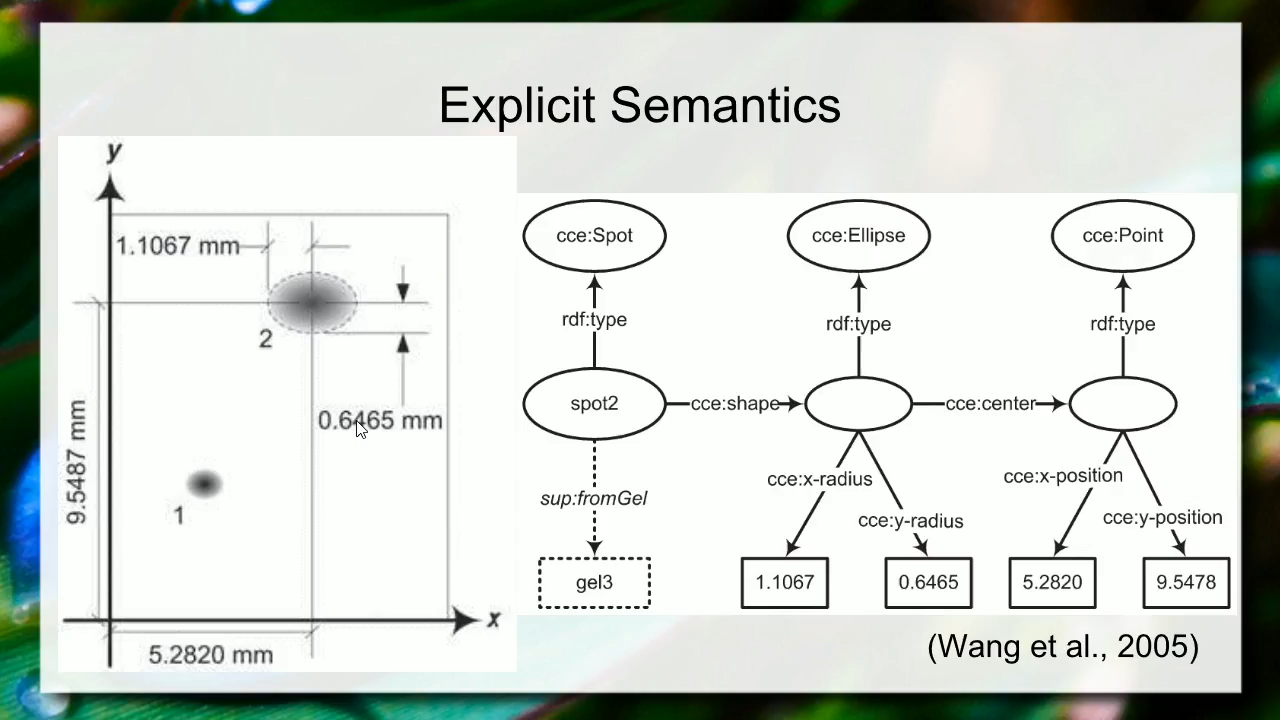 Explicit Semantics
y
1.1067 mm
2
0.6465 mm
9.5487 mm
1
x
5.2820 mm
cce:Spot
cce:Ellipse
cce:Point
rdf:type
rdf:type
rdf:type
spot2
cce:shape
cce:center
sup:fromGel
cce:x-radius
cce:y-radius
cce:x-position
cce:y-position
gel3
1.1067
0.6465
5.2820
9.5478
(Wang et al., 2005)